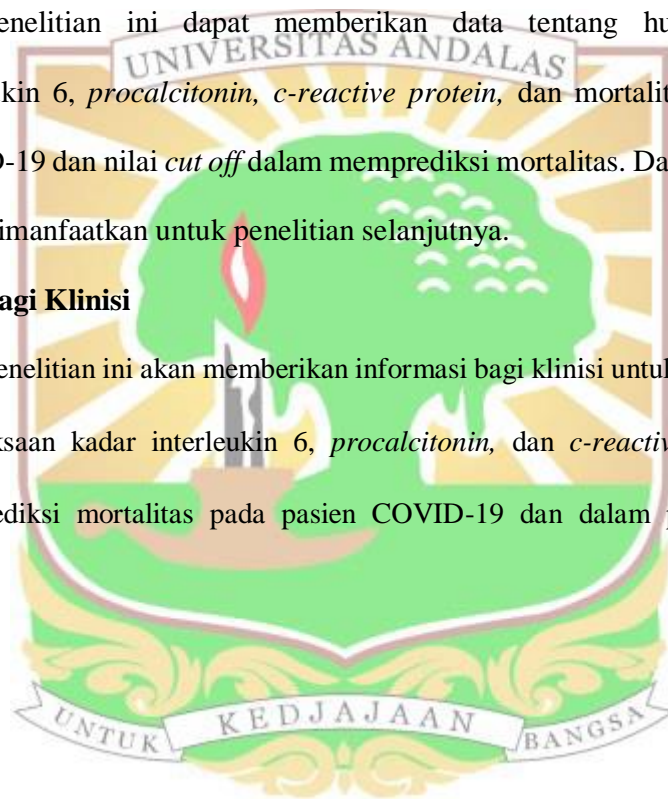 enelitian ini dapat memberikan data tentang hu
UNIVERSITAS ANDALAS
kin 6, procalcitonin, c-reactive protein, dan mortalit
D-19 dan nilai cut off dalam memprediksi mortalitas. Da
imanfaatkan untuk penelitian selanjutnya.
agi Klinisi
enelitian ini akan memberikan informasi bagi klinisi untuk
ksaan kadar interleukin 6, procalcitonin, dan c-reactiv
ediksi mortalitas pada pasien COVID-19 dan dalam p
UNTUK KEDJAJAAN BANGSA